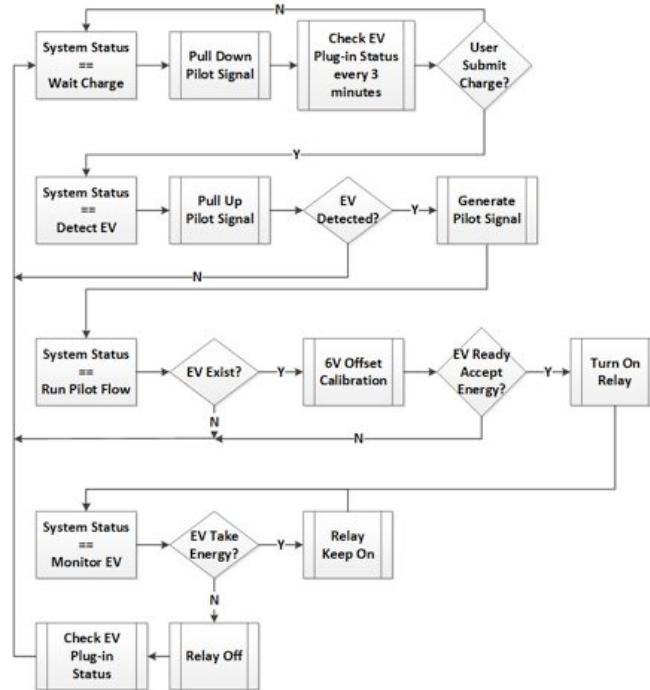 N
System Status
==
Wait Charge
Pull Down
Pilot Signal
Check EV
Plug-in Status
every 3
minutes
User
Submit
Charge?
Y
System Status
==
Detect EV
Pull Up
Pilot Signal
EV
Detected?
Y
Generate
Pilot Signal
N
System Status
==
Run Pilot Flow
EV Exist?
Y
6V Offset
Calibration
EV Ready
Accept
Energy?
Y
Turn On
Relay
N
N
System Status
==
Monitor EV
EV Take
Energy?
Y
Relay
Keep On
N
Check EV
Plug-in
Status
Relay Off